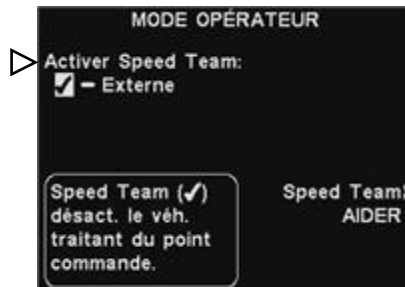 MODE OPÉRATEUR
Activer Speed Team:
✓ – Externe
Speed Team (✓)
désact. le véh.
traitant du point
commande.
Speed Team:
AIDER